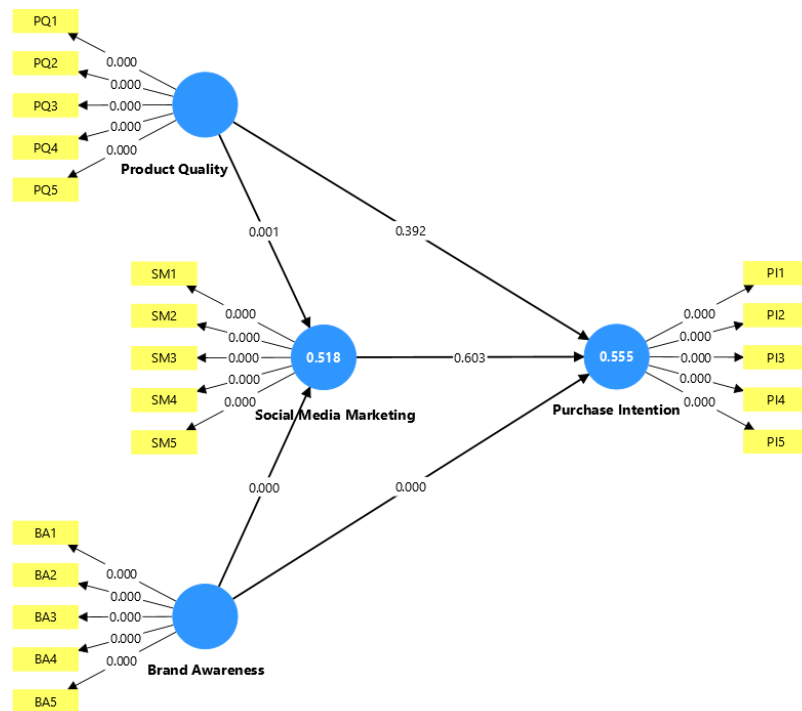 PQ1
0.000
PQ2
0.000
PQ3
0.000
PQ4
0.000
PQ5
0.000
Product Quality
0.001
0.392
SM1
0.000
SM2
0.000
SM3
0.000
SM4
0.000
SM5
0.000
0.518
Social Media Marketing
0.603
0.555
Purchase Intention
PI1
0.000
PI2
0.000
PI3
0.000
PI4
0.000
PI5
0.000
0.000
0.000
BA1
0.000
BA2
0.000
BA3
0.000
BA4
0.000
BA5
0.000
Brand Awareness